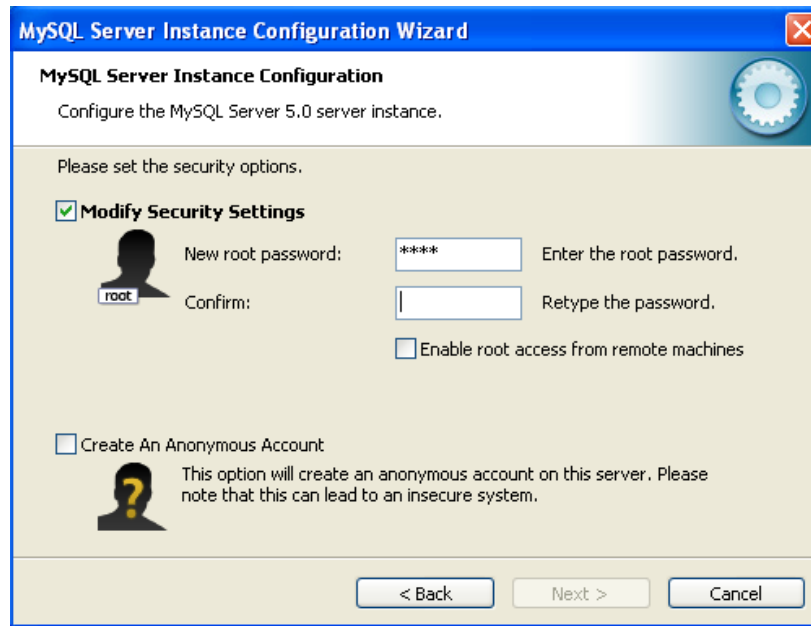 MySQL Server Instance Configuration Wizard
MySQL Server Instance Configuration
Configure the MySQL Server 5.0 server instance.
Please set the security options.
Modify Security Settings
New root password: **** Enter the root password.
root
Confirm: Retype the password.
Enable root access from remote machines
Create An Anonymous Account
This option will create an anonymous account on this server. Please
note that this can lead to an insecure system.
< Back Next > Cancel